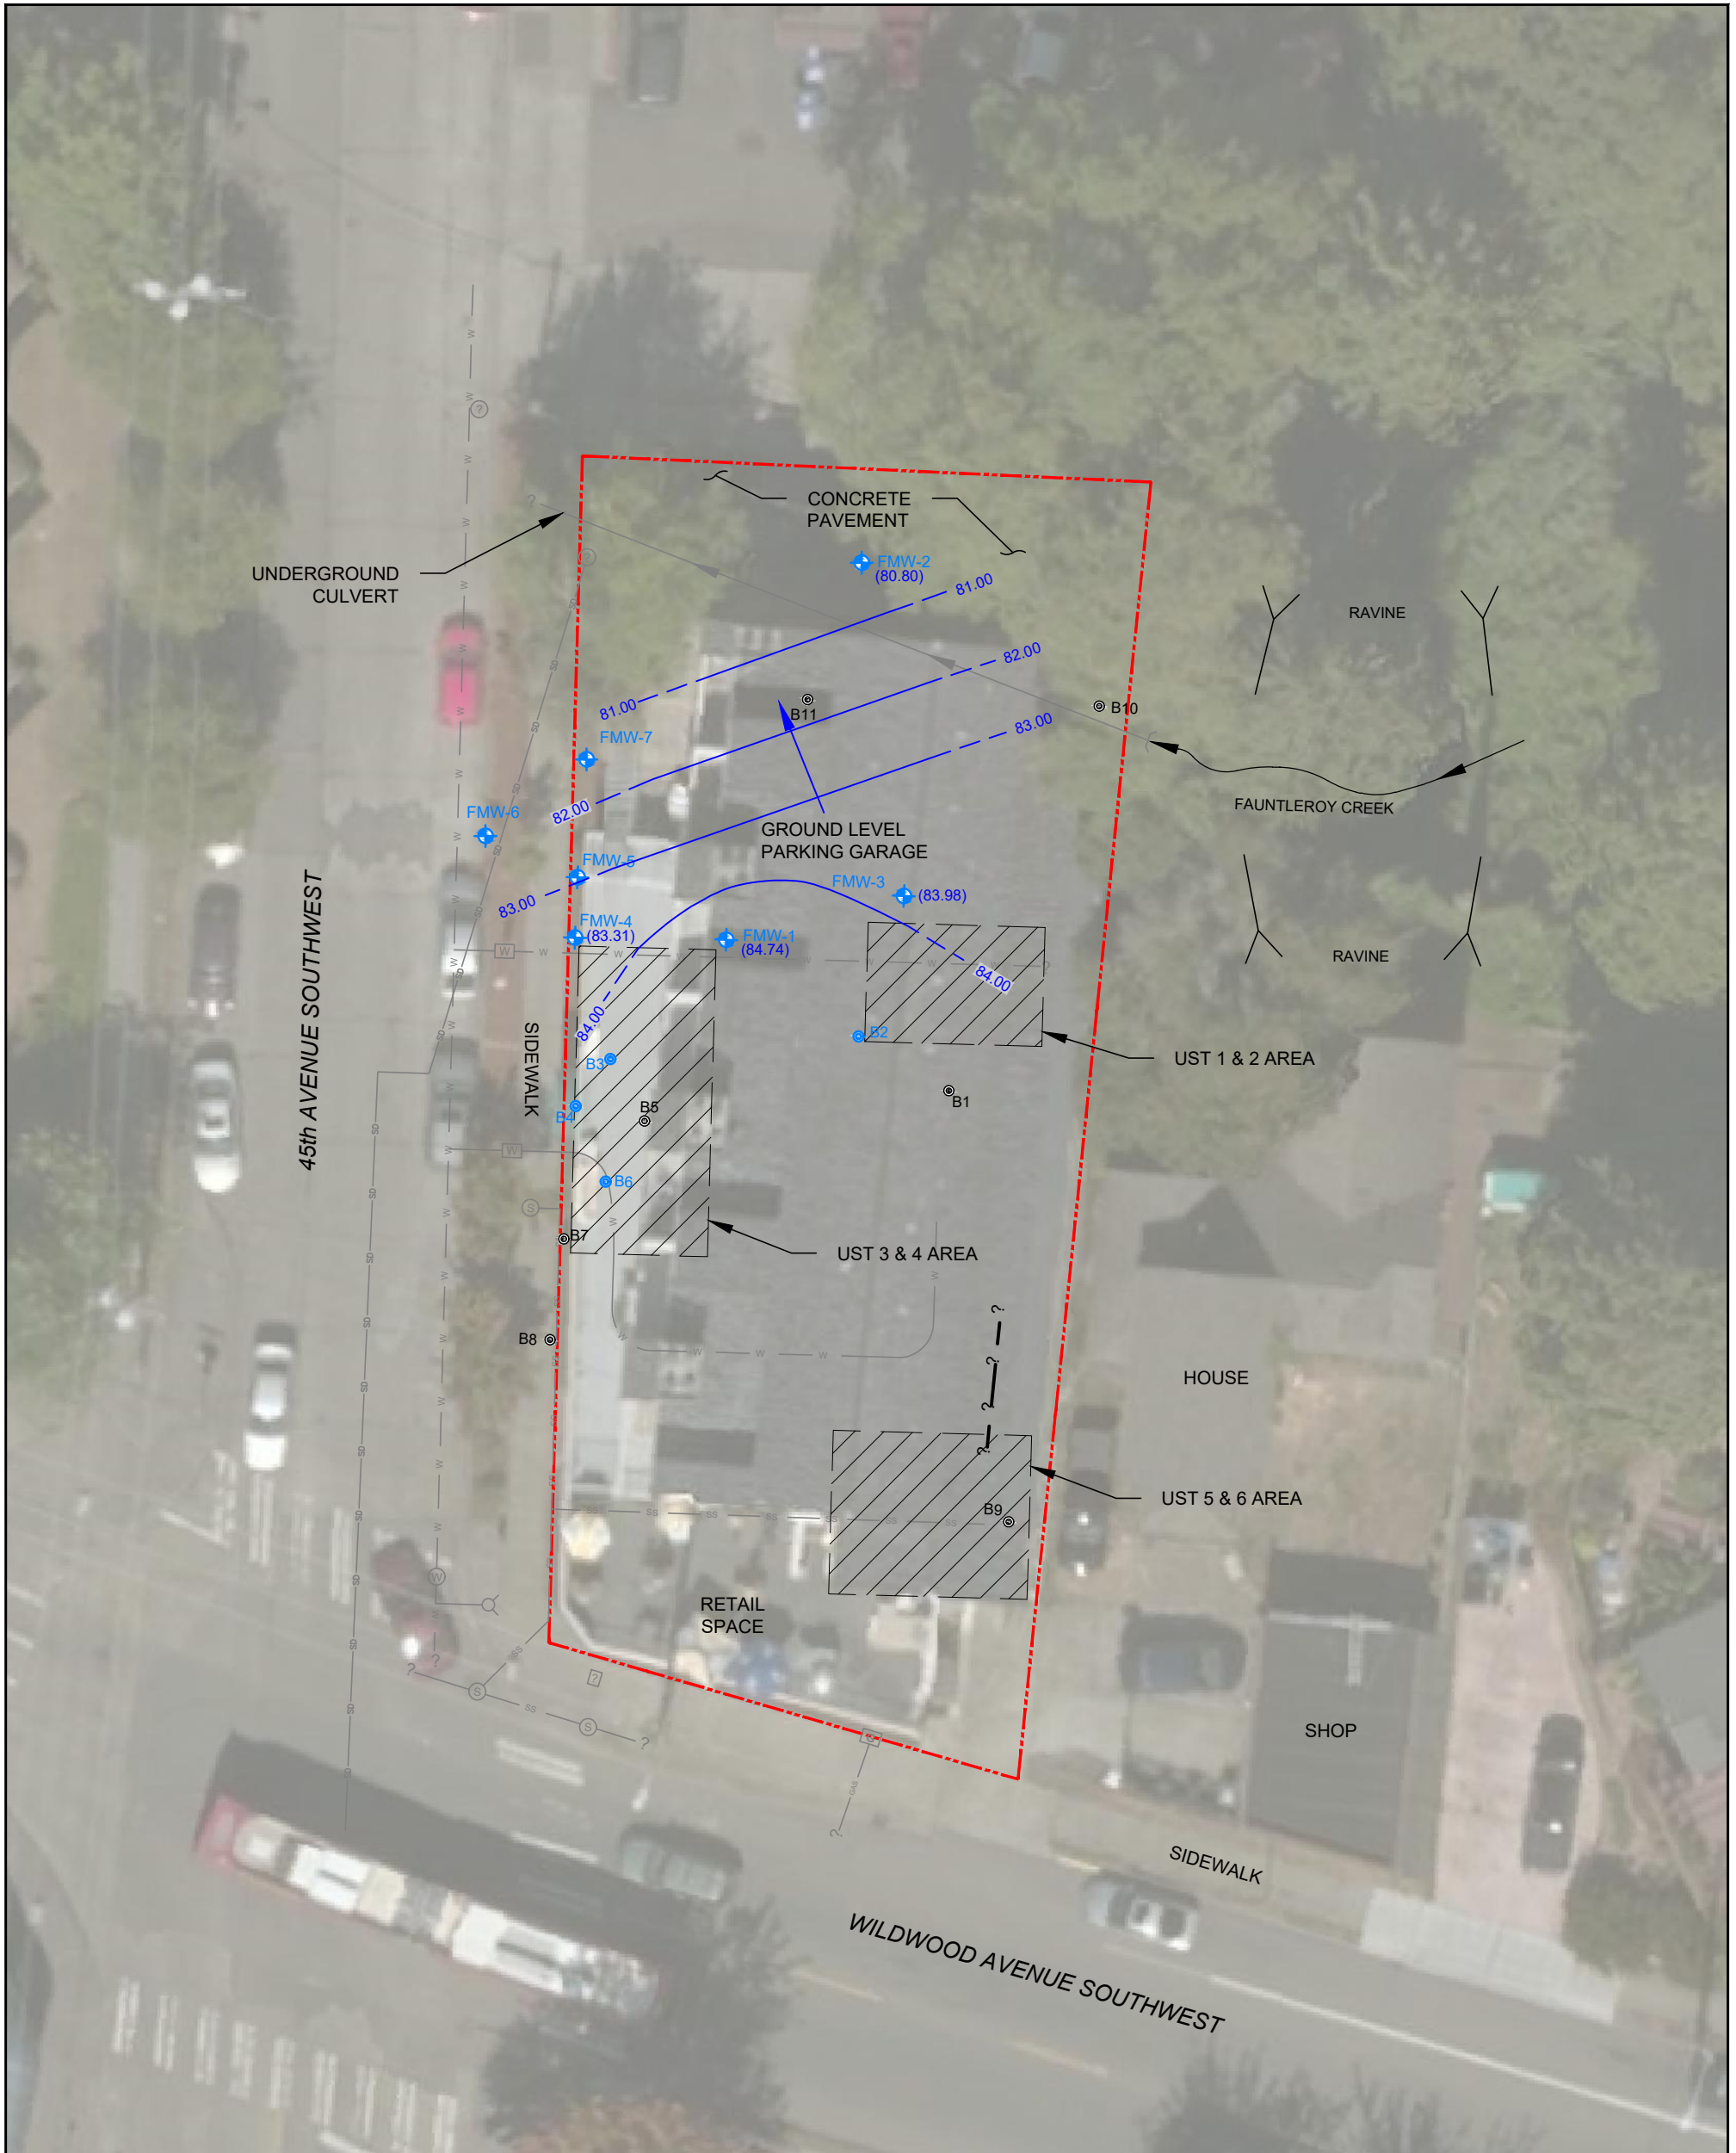 CONCRETE
PAVEMENT
?
UNDERGROUND
CULVERT
FMW-2
(80.80)
81.00
RAVINE
82.00
81.00
B11
B10
83.00
FMW-7
FAUNTLEROY CREEK
82.00
FMW-6
GROUND LEVEL
PARKING GARAGE
FMW-5
FMW-3
(83.98)
83.00
FMW-4
(83.31)
FMW-1
(84.74)
RAVINE
84.00
84.00
45th AVENUE SOUTHWEST
SIDEWALK
B2
UST 1 & 2 AREA
B3
B1
B4
B5
B6
B7
UST 3 & 4 AREA
?
B8
?
HOUSE
?
?
UST 5 & 6 AREA
B9
RETAIL
SPACE
SHOP
SIDEWALK
WILDWOOD AVENUE SOUTHWEST
W
SD
SS
S
G
GAS
?